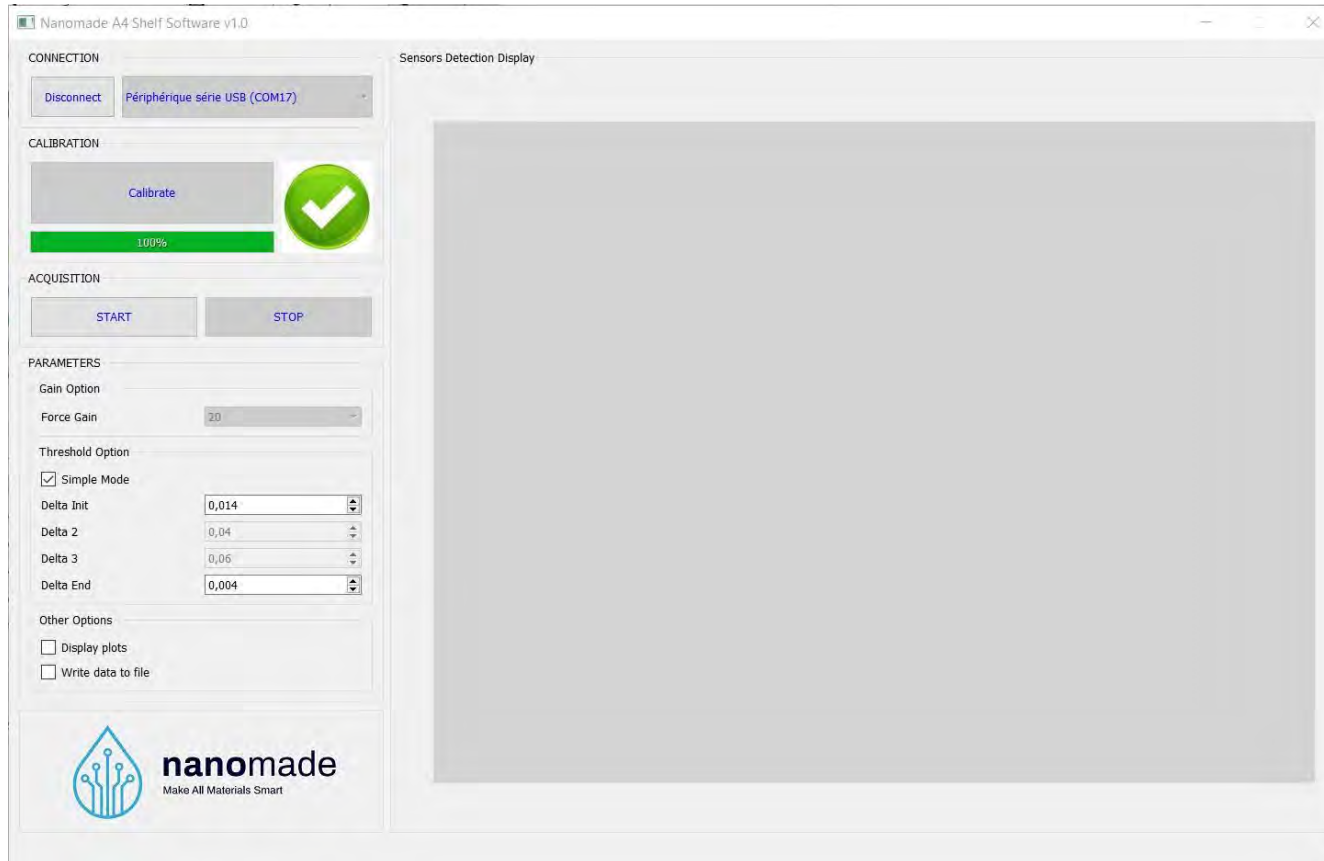 Nanomade A4 Shelf Software v1.0
CONNECTION
Disconnect
Périphérique série USB (COM17)
CALIBRATION
Calibrate
100%
ACQUISITION
START
STOP
PARAMETERS
Gain Option
Force Gain
20
Threshold Option
Simple Mode
Delta Init
0,014
Delta 2
0,04
Delta 3
0,06
Delta End
0,004
Other Options
Display plots
Write data to file
nanomade
Make All Materials Smart
Sensors Detection Display